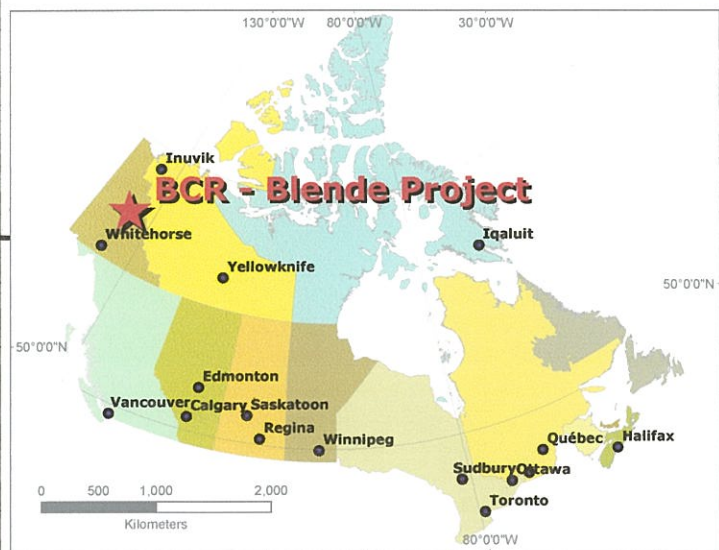 130°0'0"W 80°0'0"W 30°0'0"W
Inuvik
BCR - Blende Project
Whitehorse
Iqaluit
Yellowknife
50°0'0"N
50°0'0"N
Edmonton
Vancouver Calgary Saskatoon
Regina
Winnipeg
Québec Halifax
Sudbury Ottawa
Toronto
0 500 1,000 2,000
Kilometers
80°0'0"W